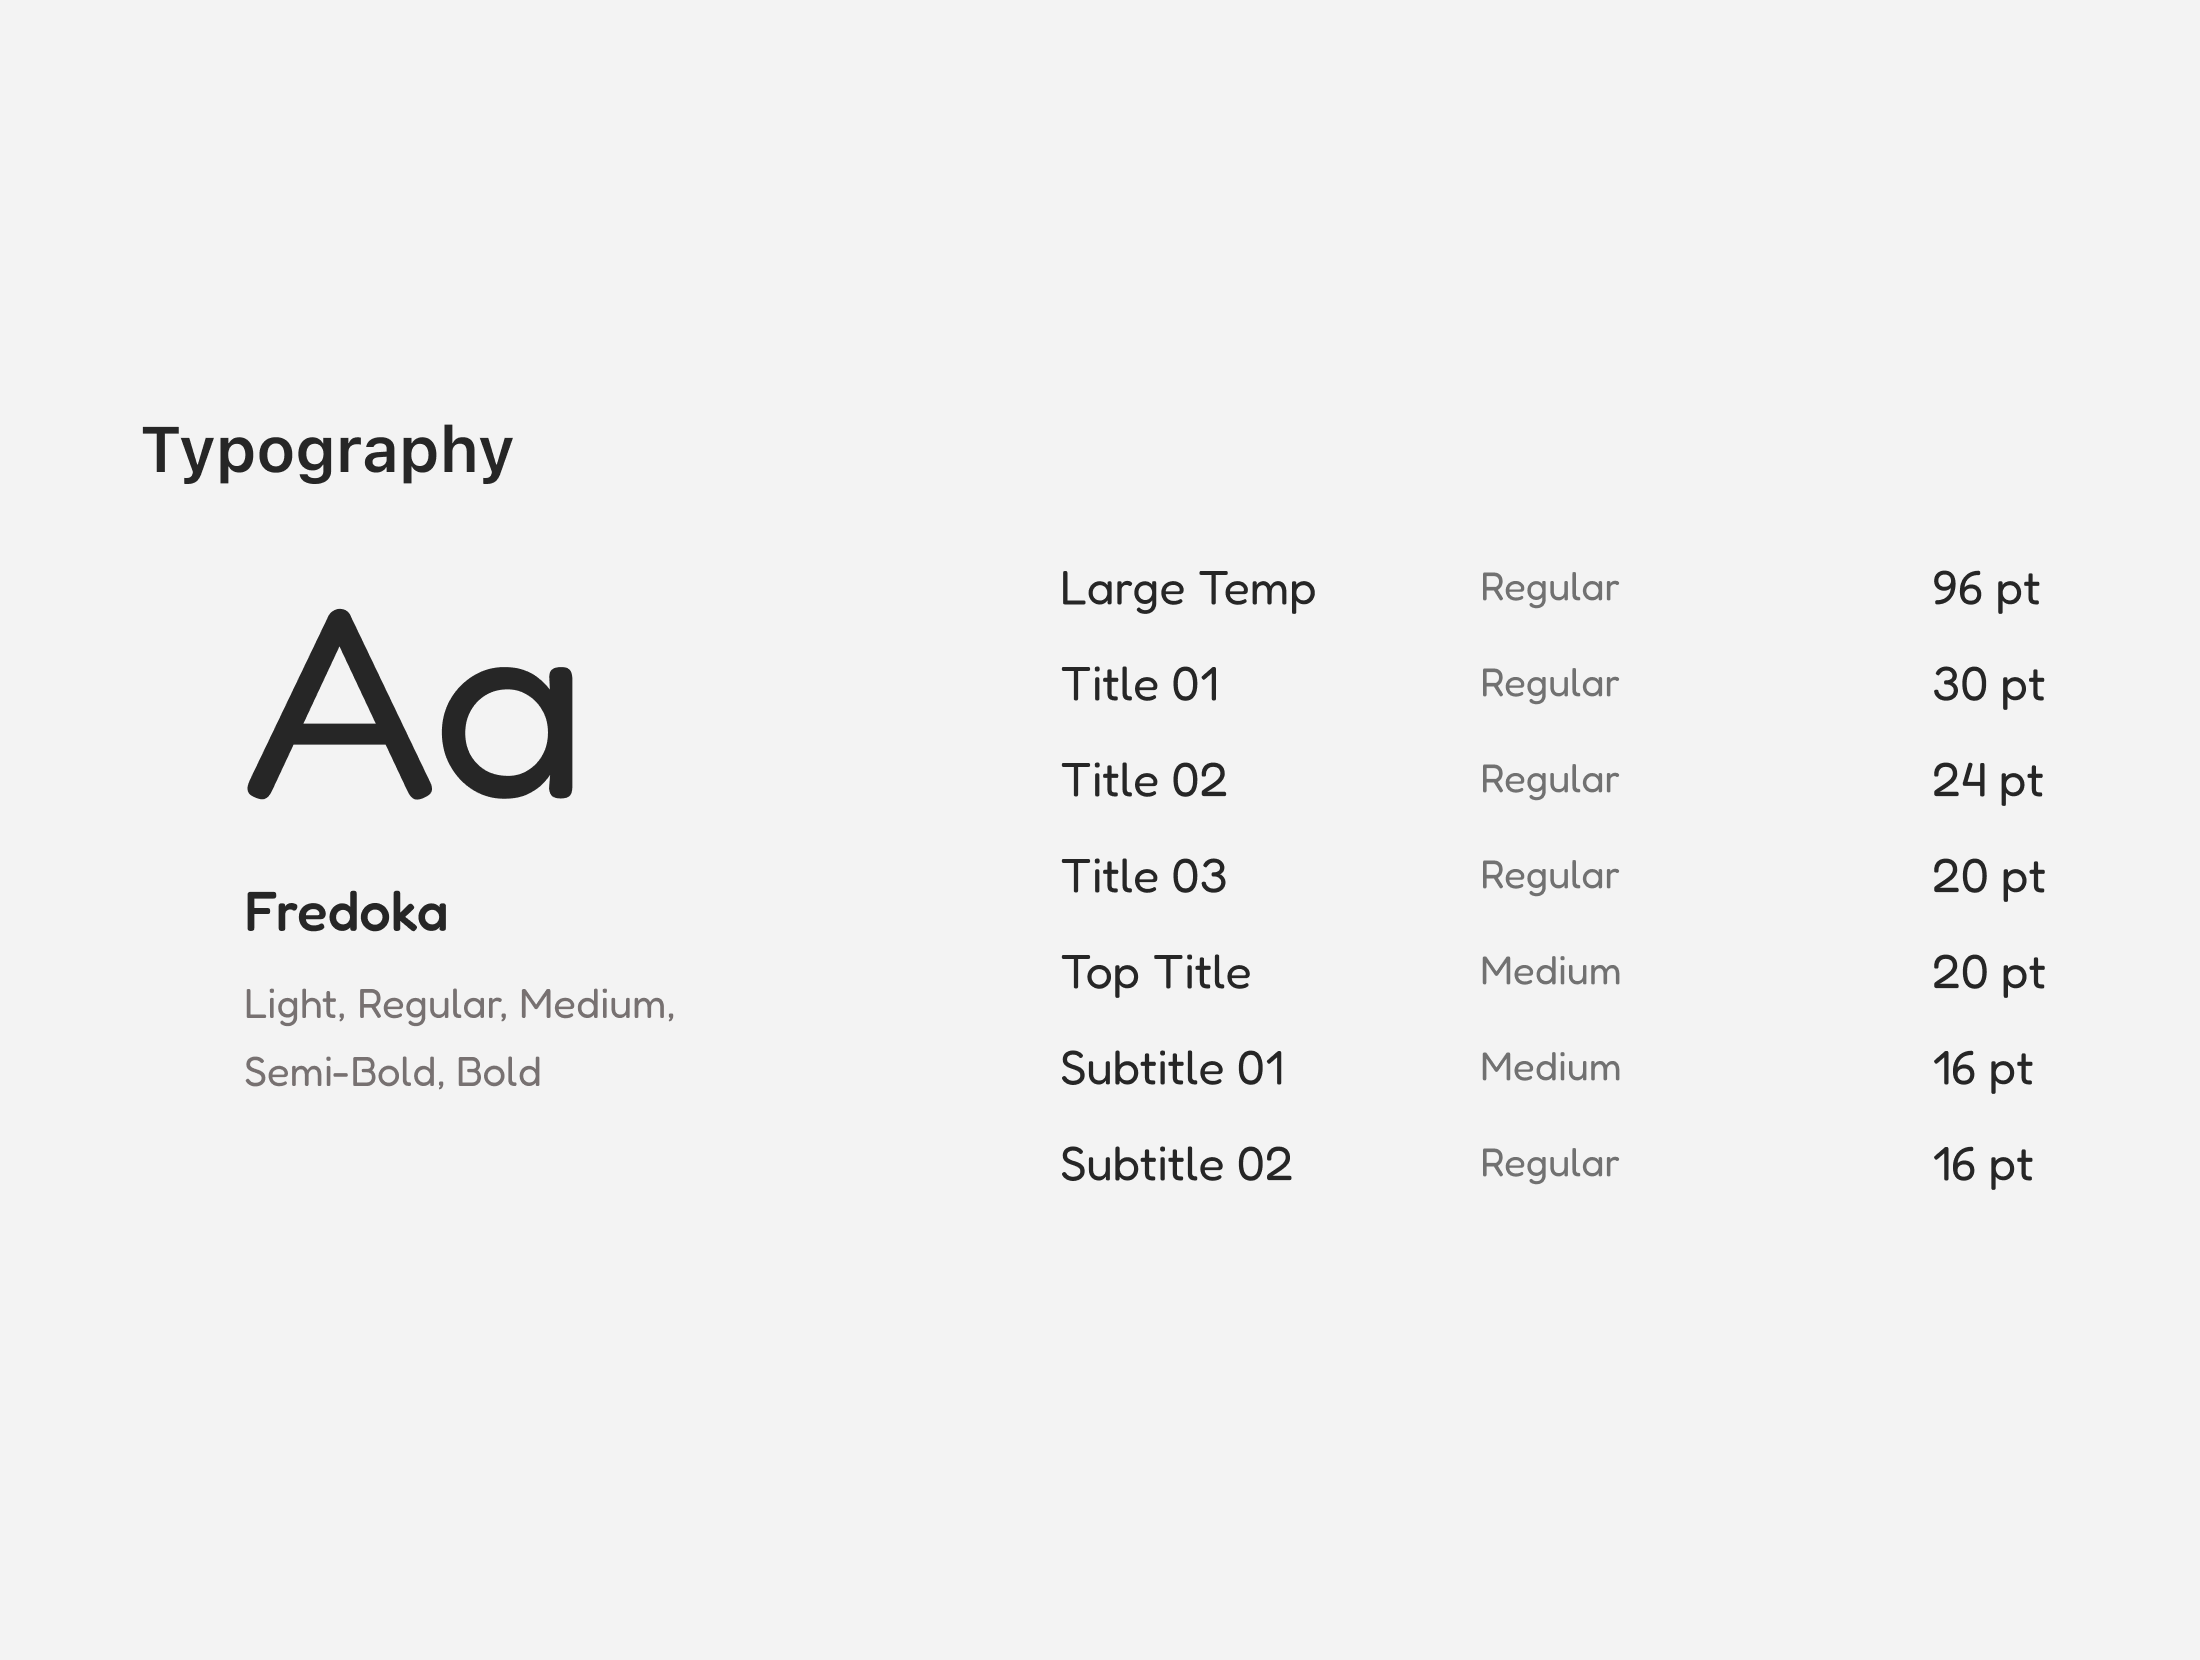 Typography
Aa
Fredoka
Light, Regular, Medium,
Semi-Bold, Bold
Large Temp Regular 96 pt
Title 01 Regular 30 pt
Title 02 Regular 24 pt
Title 03 Regular 20 pt
Top Title Medium 20 pt
Subtitle 01 Medium 16 pt
Subtitle 02 Regular 16 pt